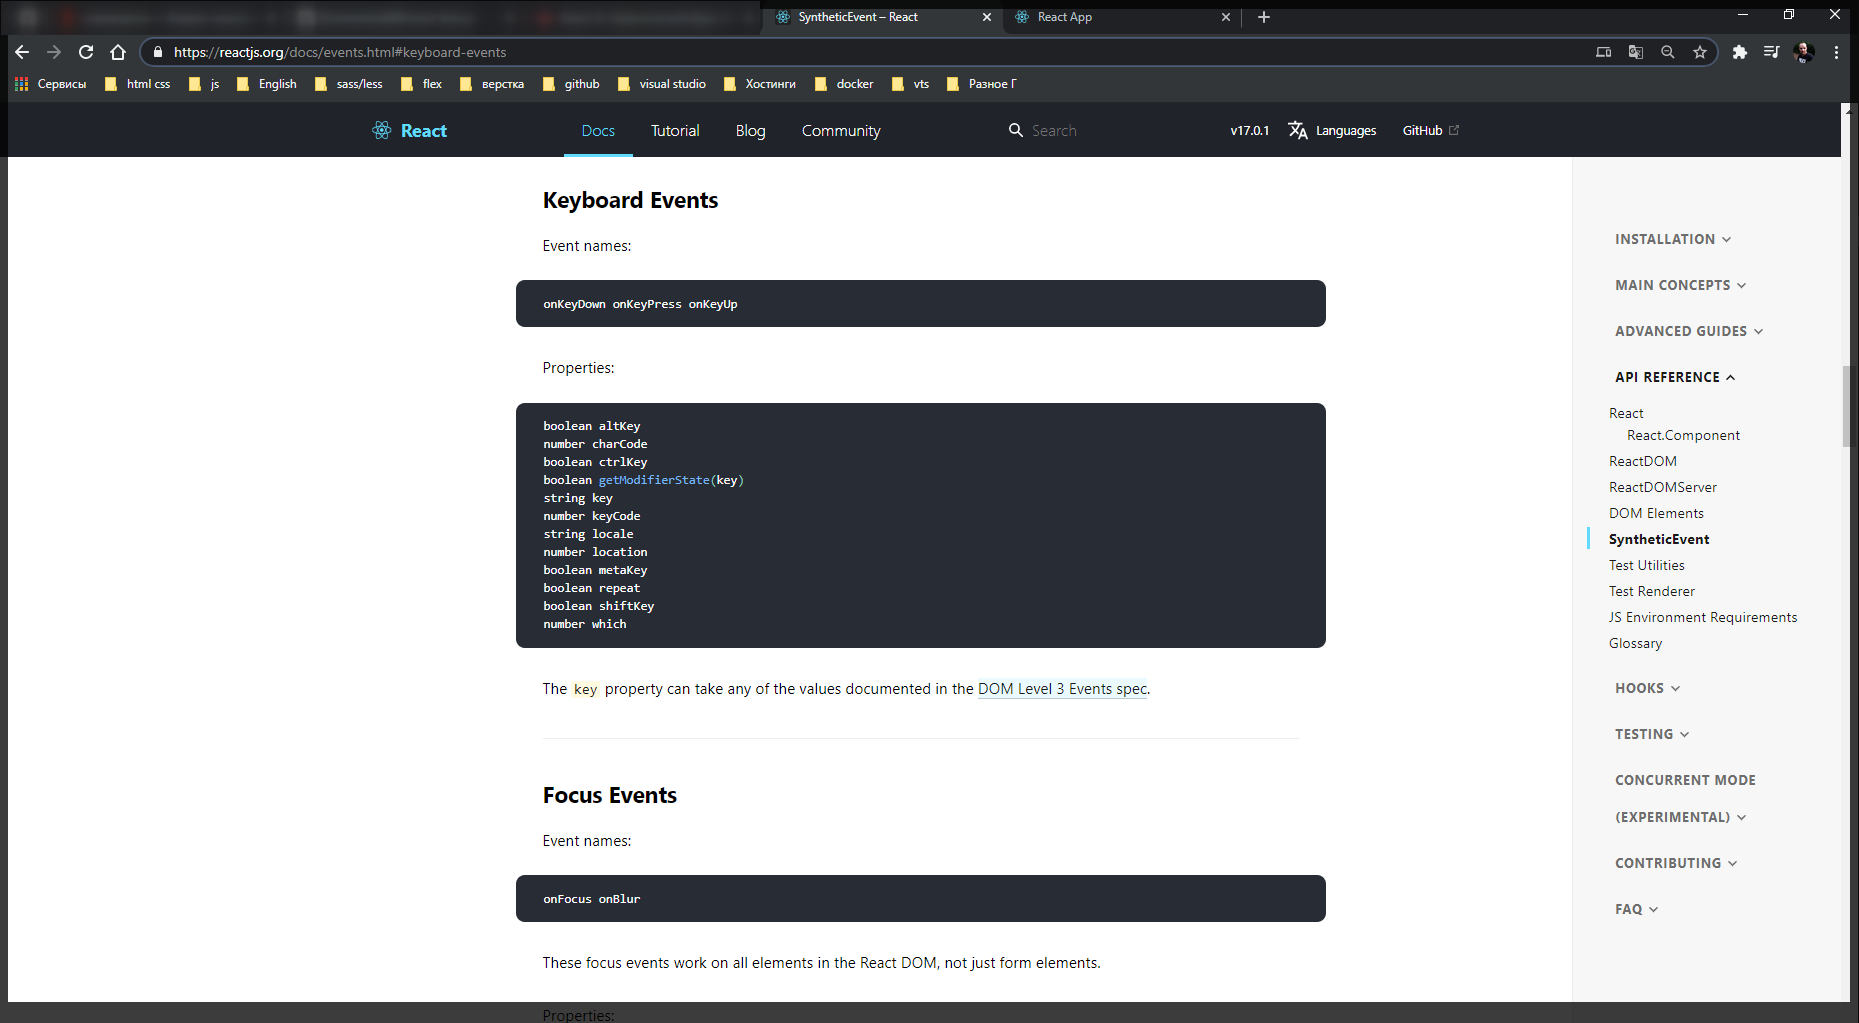 SyntheticEvent – React
React App
https://reactjs.org/docs/events.html#keyboard-events
Сервисы html css js English sass/less flex верстка github visual studio Хостинги docker vts Разное Г
React Docs Tutorial Blog Community Search v17.0.1 Languages GitHub
Keyboard Events
Event names:
onKeyDown onKeyPress onKeyUp
Properties:
boolean altKey
number charCode
boolean ctrlKey
boolean getModifierState(key)
string key
number keyCode
string locale
number location
boolean metaKey
boolean repeat
boolean shiftKey
number which
The key property can take any of the values documented in the DOM Level 3 Events spec.
Focus Events
Event names:
onFocus onBlur
These focus events work on all elements in the React DOM, not just form elements.
Properties:
INSTALLATION
MAIN CONCEPTS
ADVANCED GUIDES
API REFERENCE
React
React.Component
ReactDOM
ReactDOMServer
DOM Elements
SyntheticEvent
Test Utilities
Test Renderer
JS Environment Requirements
Glossary
HOOKS
TESTING
CONCURRENT MODE
(EXPERIMENTAL)
CONTRIBUTING
FAQ